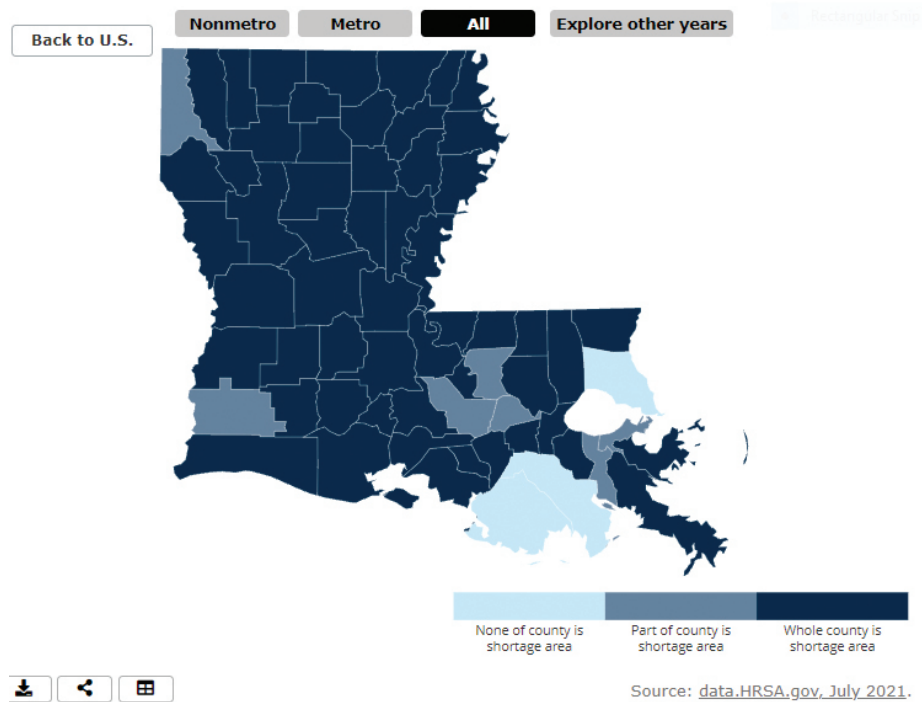 Back to U.S.
Nonmetro
Metro
All
Explore other years
None of county is
shortage area
Part of county is
shortage area
Whole county is
shortage area
Source: data.HRSA.gov, July 2021.